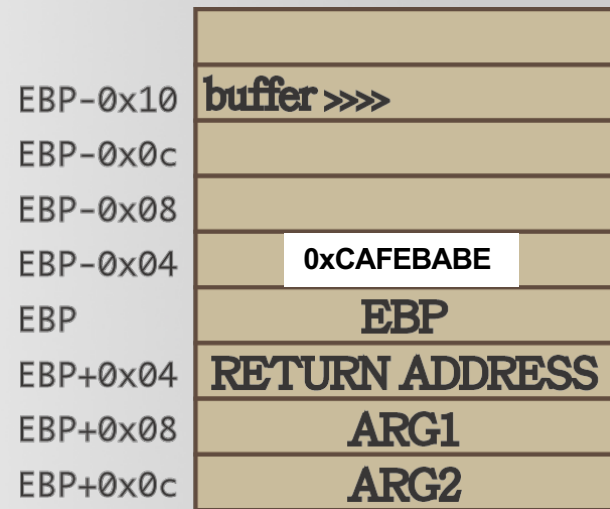 EBP-0x10 buffer >>>>
EBP-0x0c
EBP-0x08
EBP-0x04 0xCAFEBABE
EBP EBP
EBP+0x04 RETURN ADDRESS
EBP+0x08 ARG1
EBP+0x0c ARG2